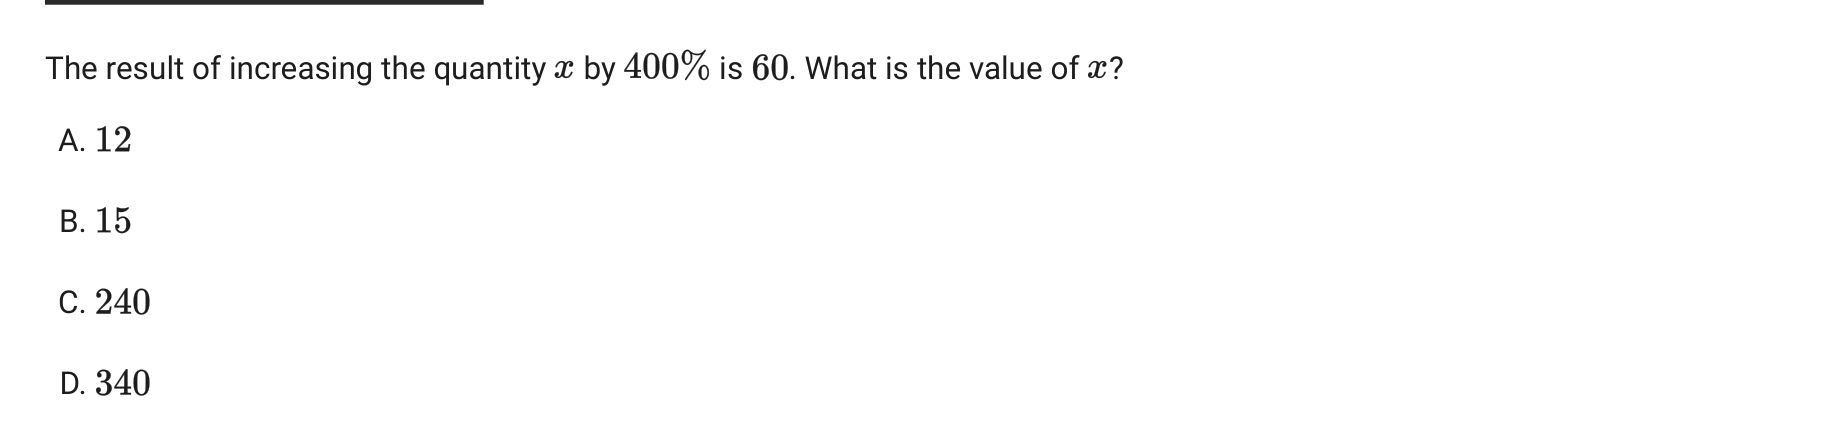 The result of increasing the quantity x by 400% is 60. What is the value of x?
A. 12
B. 15
C. 240
D. 340